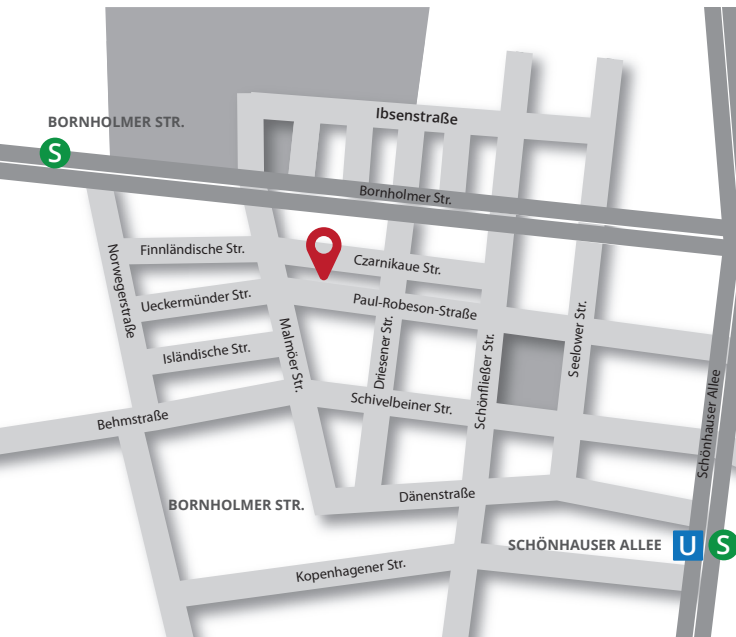 Ibsenstraße
BORNHOLMER STR.
S
Bornholmer Str.
Finnländische Str.
Czarnikaue Str.
Norwegerstraße
Ueckermünder Str.
Paul-Robeson-Straße
Malmöer Str.
Driesener Str.
Schönfließer Str.
Seelower Str.
Isländische Str.
Schönhauser Allee
Schivelbeiner Str.
Behmstraße
Dänenstraße
BORNHOLMER STR.
SCHÖNHAUSER ALLEE U S
Kopenhagener Str.